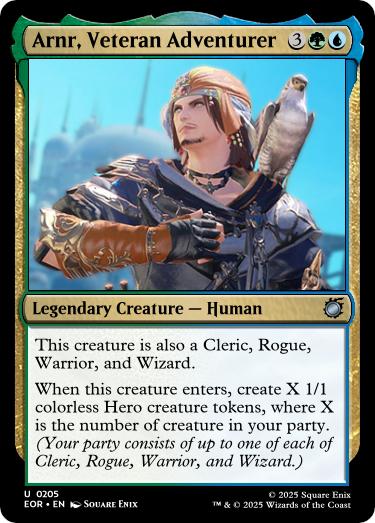 Arnr, Veteran Adventurer 3
Legendary Creature — Human
This creature is also a Cleric, Rogue,
Warrior, and Wizard.
When this creature enters, create X 1/1
colorless Hero creature tokens, where X
is the number of creature in your party.
(Your party consists of up to one of each of
Cleric, Rogue, Warrior, and Wizard.)
U 0205 © 2025 Square Enix
EOR • EN SQUARE ENIX ™ & © 2025 Wizards of the Coast